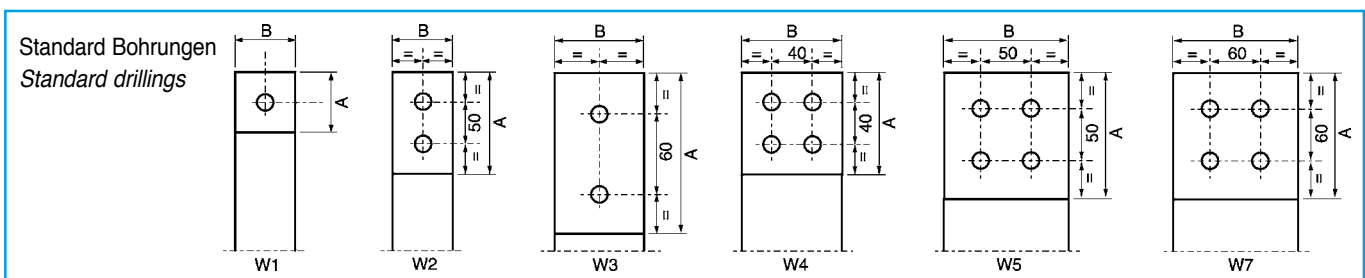 Standard Bohrungen
Standard drillings
B
A
W1
B
= =
=
50
=
A
W2
B
= =
=
60
=
A
W3
B
= 40 =
=
40
=
A
W4
B
= 50 =
=
50
=
A
W5
B
= 60 =
=
60
=
A
W7